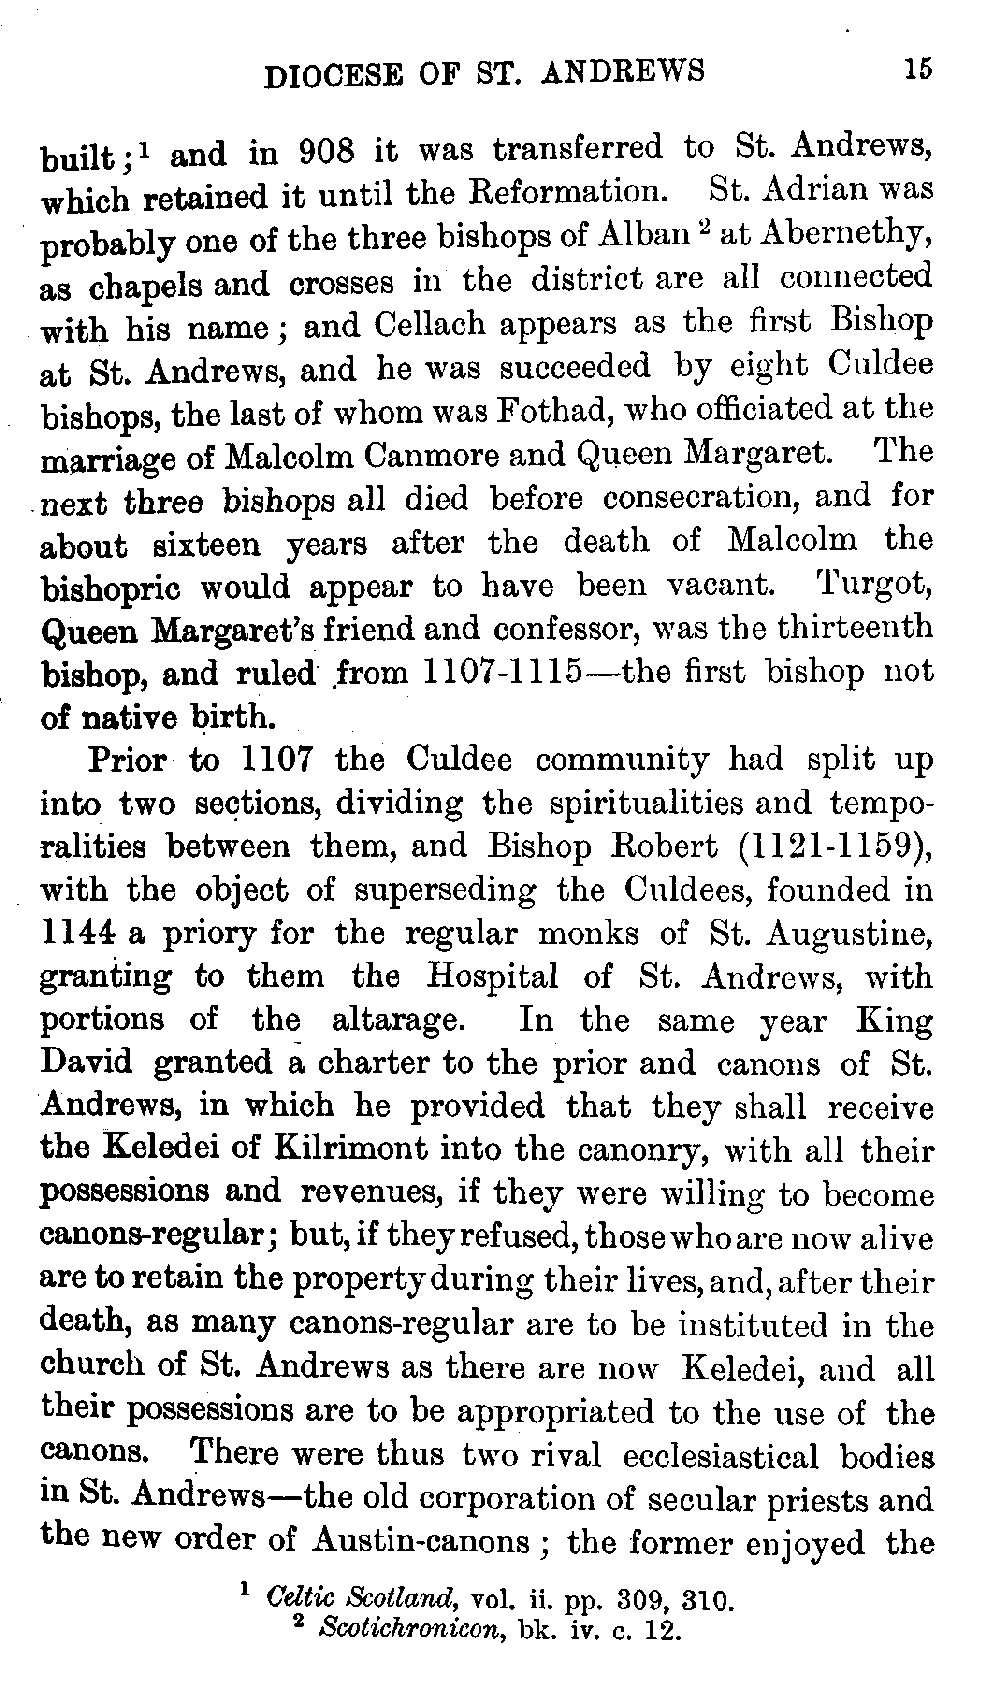 DIOCESE OF ST. ANDREWS 15
built;¹ and in 908 it was transferred to St. Andrews,
which retained it until the Reformation. St. Adrian was
probably one of the three bishops of Alban ² at Abernethy,
as chapels and crosses in the district are all connected
with his name; and Cellach appears as the first Bishop
at St. Andrews, and he was succeeded by eight Culdee
bishops, the last of whom was Fothad, who officiated at the
marriage of Malcolm Canmore and Queen Margaret. The
next three bishops all died before consecration, and for
about sixteen years after the death of Malcolm the
bishopric would appear to have been vacant. Turgot,
Queen Margaret's friend and confessor, was the thirteenth
bishop, and ruled from 1107-1115—the first bishop not
of native birth.
Prior to 1107 the Culdee community had split up
into two sections, dividing the spiritualities and tempo-
ralities between them, and Bishop Robert (1121-1159),
with the object of superseding the Culdees, founded in
1144 a priory for the regular monks of St. Augustine,
granting to them the Hospital of St. Andrews, with
portions of the altarage. In the same year King
David granted a charter to the prior and canons of St.
Andrews, in which he provided that they shall receive
the Keledei of Kilrimont into the canonry, with all their
possessions and revenues, if they were willing to become
canons-regular; but, if they refused, those who are now alive
are to retain the property during their lives, and, after their
death, as many canons-regular are to be instituted in the
church of St. Andrews as there are now Keledei, and all
their possessions are to be appropriated to the use of the
canons. There were thus two rival ecclesiastical bodies
in St. Andrews—the old corporation of secular priests and
the new order of Austin-canons; the former enjoyed the
¹ Celtic Scotland, vol. ii. pp. 309, 310.
² Scotichronicon, bk. iv. c. 12.